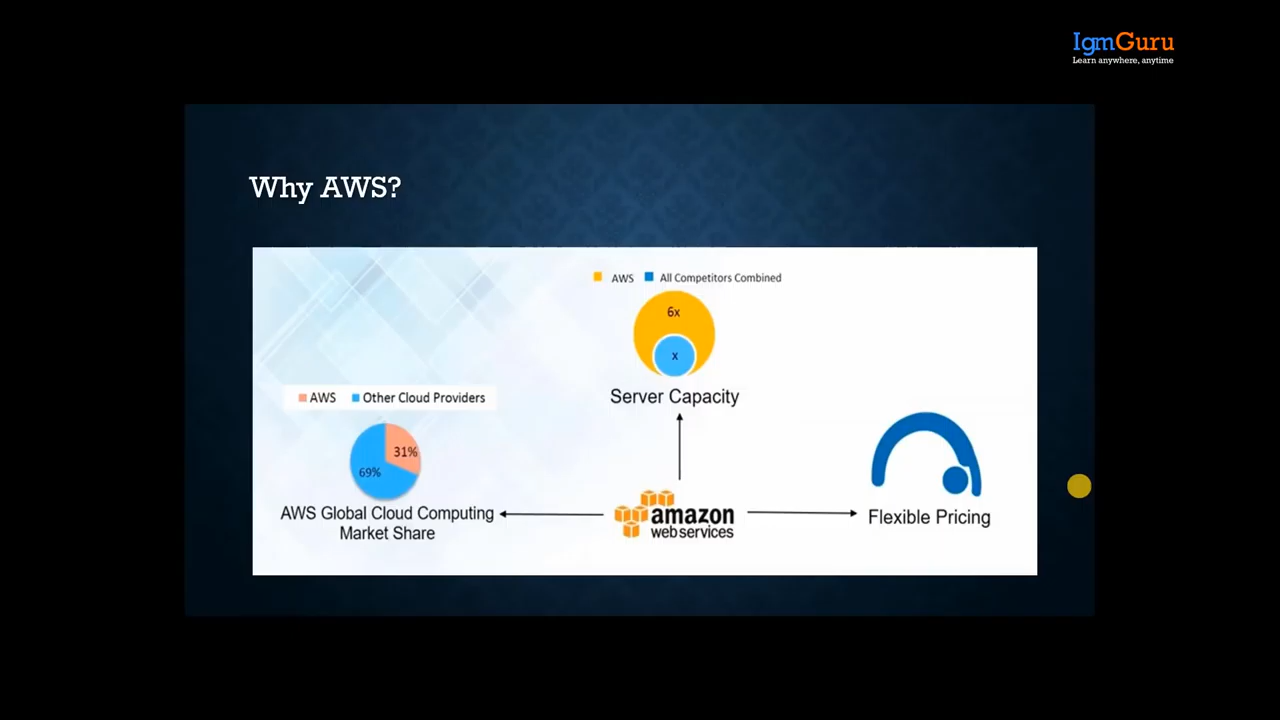 IgmGuru
Learn anywhere, anytime
Why AWS?
AWS All Competitors Combined
6x
x
Server Capacity
AWS Other Cloud Providers
31%
69%
AWS Global Cloud Computing
Market Share
amazon
webservices
Flexible Pricing